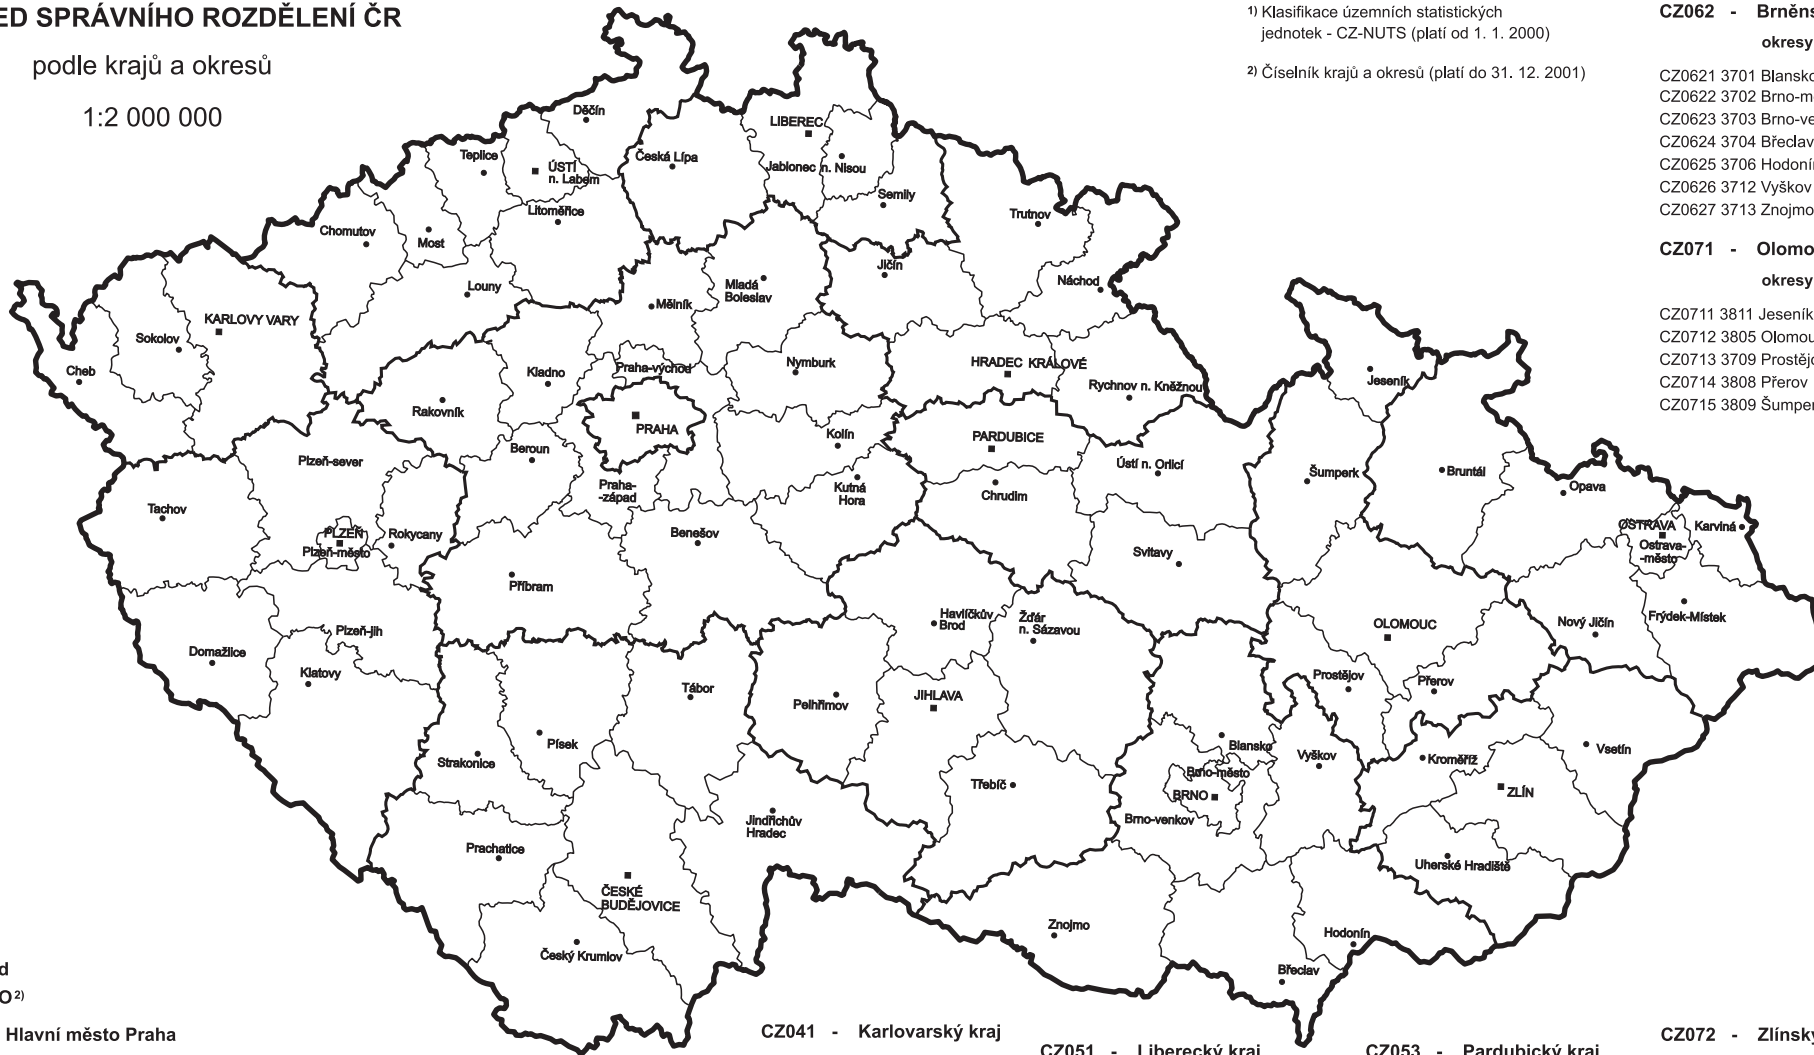 ED SPRÁVNÍHO ROZDĚLENÍ ČR
podle krajů a okresů
1:2 000 000
1) Klasifikace územních statistických
jednotek - CZ-NUTS (platí od 1. 1. 2000)
2) Číselník krajů a okresů (platí do 31. 12. 2001)
CZ062 - Brněns
okresy
CZ0621 3701 Blansko
CZ0622 3702 Brno-m
CZ0623 3703 Brno-ve
CZ0624 3704 Břeclav
CZ0625 3706 Hodonín
CZ0626 3712 Vyškov
CZ0627 3713 Znojmo
CZ071 - Olomo
okresy
CZ0711 3811 Jeseník
CZ0712 3805 Olomou
CZ0713 3709 Prostějo
CZ0714 3808 Přerov
CZ0715 3809 Šumper
Děčín
LIBEREC
Teplice
ÚSTÍ
n. Labem
Česká Lípa
Jablonec n. Nisou
Semily
Litoměřice
Trutnov
Chomutov
Most
Jičín
Louny
Mělník
Mladá
Boleslav
Náchod
KARLOVY VARY
Sokolov
Cheb
Kladno
Praha-východ
Nymburk
HRADEC KRÁLOVÉ
Rychnov n. Kněžnou
Jeseník
Rakovník
PRAHA
Kolín
PARDUBICE
Beroun
Plzeň-sever
Ústí n. Orlicí
Šumperk
Bruntál
Opava
Praha-
-západ
Kutná
Hora
Chrudim
Tachov
PLZEŇ
Plzeň-město
Rokycany
Benešov
Svitavy
OSTRAVA
Ostrava-
-město
Karviná
Příbram
Havlíčkův
Brod
Žďár
n. Sázavou
OLOMOUC
Nový Jičín
Frýdek-Místek
Plzeň-jih
Domažlice
Klatovy
Tábor
Pelhřimov
JIHLAVA
Prostějov
Přerov
Písek
Strakonice
Blansko
Vyškov
Kroměříž
Vsetín
Brno-město
BRNO
Brno-venkov
Třebíč
ZLÍN
Jindřichův
Hradec
Prachatice
Uherské Hradiště
ČESKÉ
BUDĚJOVICE
Znojmo
Hodonín
Český Krumlov
Břeclav
d
O2)
Hlavní město Praha
CZ041 - Karlovarský kraj
CZ051 - Liberecký kraj
CZ053 - Pardubický kraj
CZ072 - Zlínský